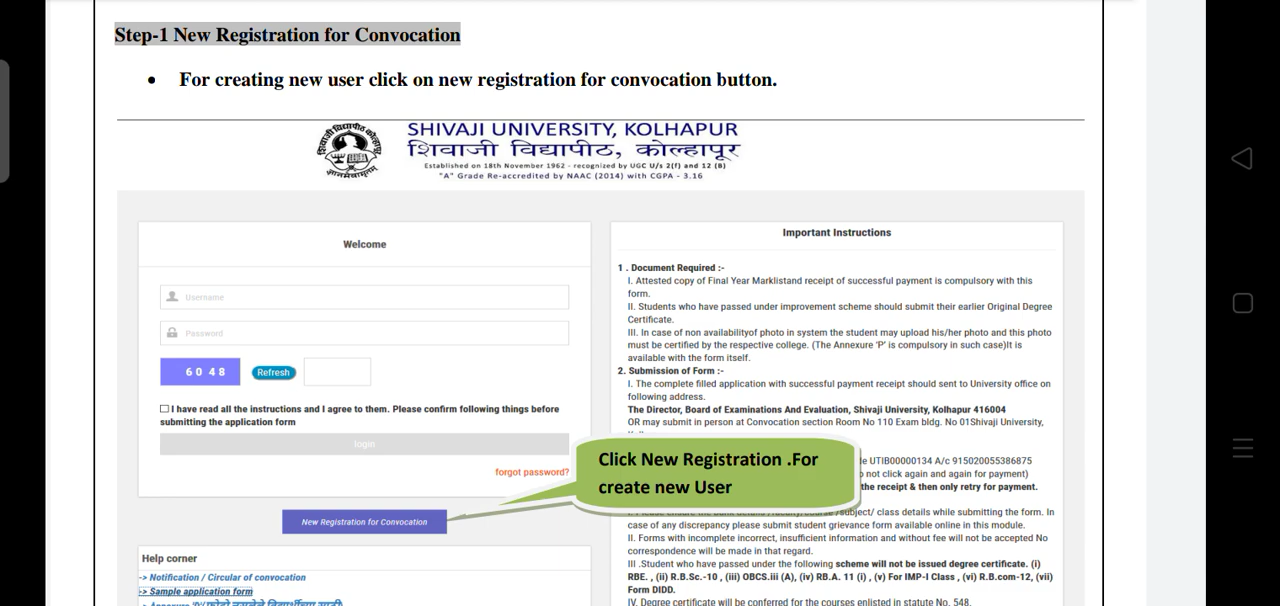 Step-1 New Registration for Convocation
• For creating new user click on new registration for convocation button.
SHIVAJI UNIVERSITY, KOLHAPUR
शिवाजी विद्यापीठ, कोल्हापूर
Established on 18th November 1962 - recognized by UGC U/s 2(f) and 12 (B)
"A" Grade Re-accredited by NAAC (2014) with CGPA - 3.16
Welcome
Username
Password
6 0 4 8
Refresh
I have read all the instructions and I agree to them. Please confirm following things before
submitting the application form
login
forgot password?
New Registration for Convocation
Click New Registration .For
create new User
Help corner
-> Notification / Circular of convocation
-> Sample application form
Important Instructions
1 . Document Required :-
I. Attested copy of Final Year Marklistand receipt of successful payment is compulsory with this
form.
II. Students who have passed under improvement scheme should submit their earlier Original Degree
Certificate.
III. In case of non availabilityof photo in system the student may upload his/her photo and this photo
must be certified by the respective college. (The Annexure 'P' is compulsory in such case)It is
available with the form itself.
2. Submission of Form :-
I. The complete filled application with successful payment receipt should sent to University office on
following address.
The Director, Board of Examinations And Evaluation, Shivaji University, Kolhapur 416004
OR may submit in person at Convocation section Room No 110 Exam bldg. No 01Shivaji University,
UTIB00000134 A/c 915020055386875
not click again and again for payment)
the receipt & then only retry for payment.
/subject/ class details while submitting the form. In
case of any discrepancy please submit student grievance form available online in this module.
II. Forms with incomplete incorrect, insufficient information and without fee will not be accepted No
correspondence will be made in that regard.
III .Student who have passed under the following scheme will not be issued degree certificate. (i)
RBE. , (ii) R.B.Sc.-10 , (iii) OBCS.iii (A), (iv) RB.A. 11 (i) , (v) For IMP-I Class , (vi) R.B.com-12, (vii)
Form DIDD.
IV. Degree certificate will be conferred for the courses enlisted in statute No. 548.